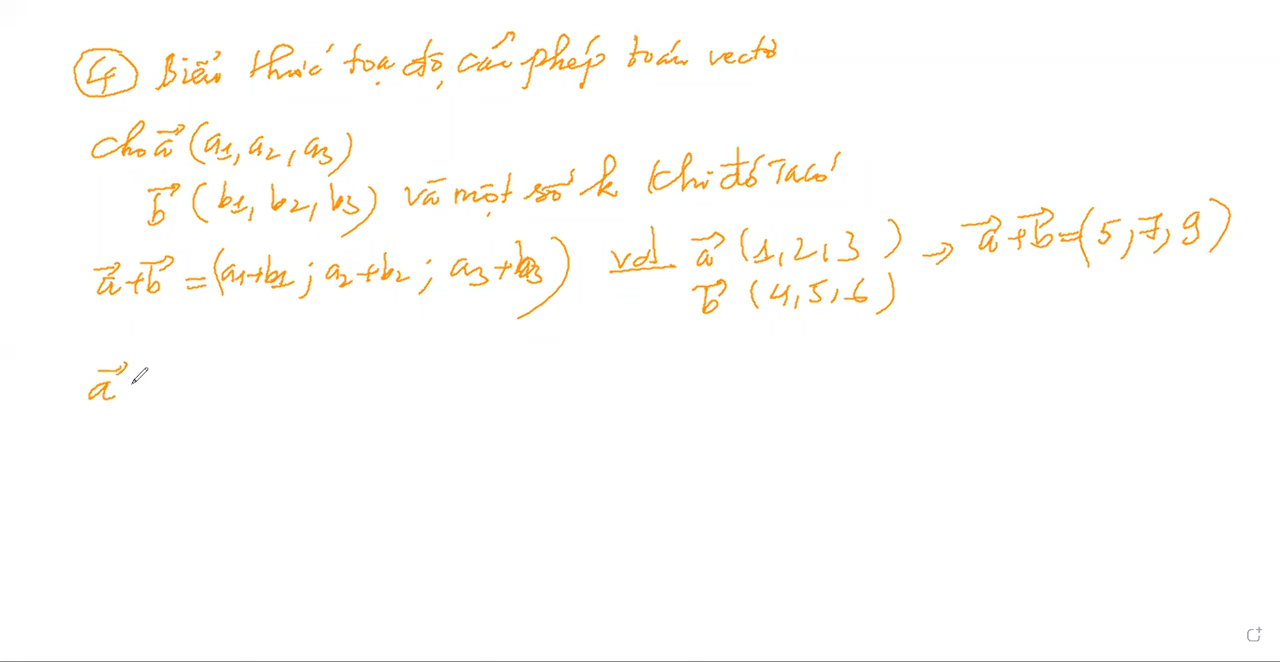 ④ Biểu thức toạ độ các phép toán vectơ
cho a⃗ (a1, a2, a3)
b⃗ (b1, b2, b3) và một số k khi đó Ta có
a⃗ + b⃗ = (a1+b1 ; a2+b2 ; a3+b3) vd1 a⃗ (1,2,3) → a⃗ + b⃗ = (5,7,9)
b⃗ (4,5,6)
a⃗